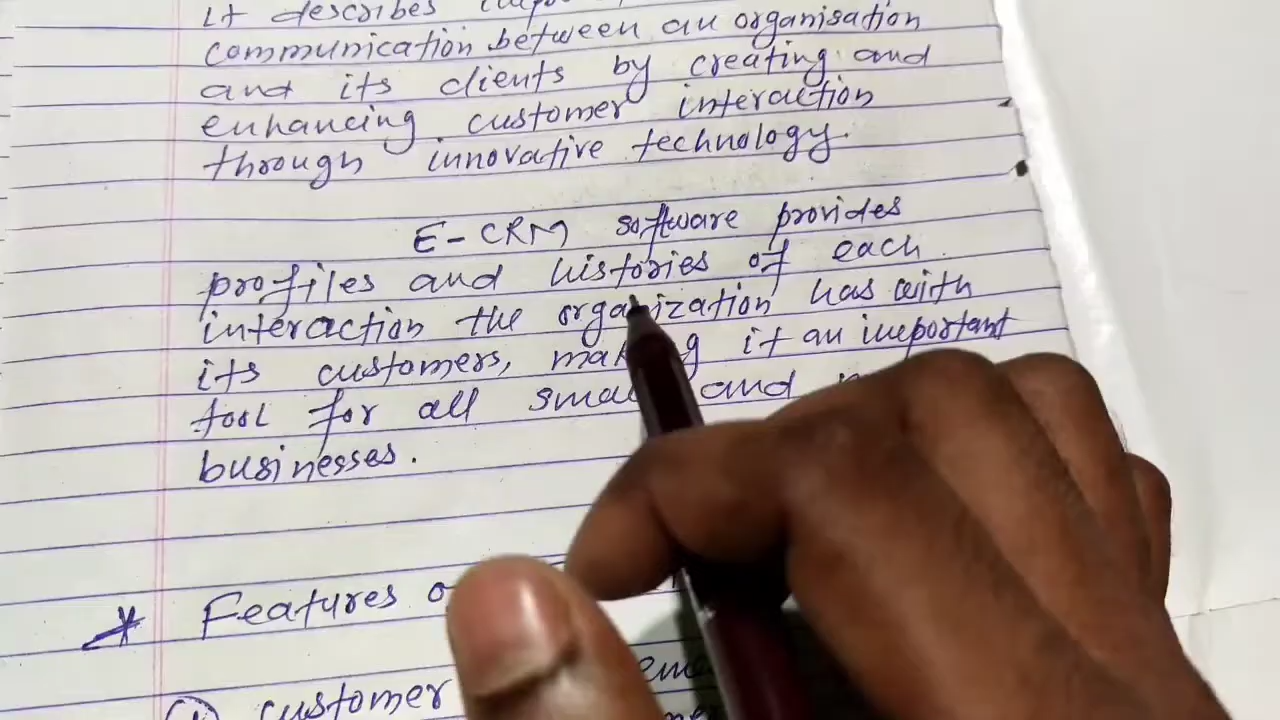 It describes
communication between an organisation
and its clients by creating and
enhancing customer interaction
through innovative technology.
E-CRM software provides
profiles and histories of each
interaction the organization has with
its customers, making it an important
tool for all small and
businesses.
* Features
customer